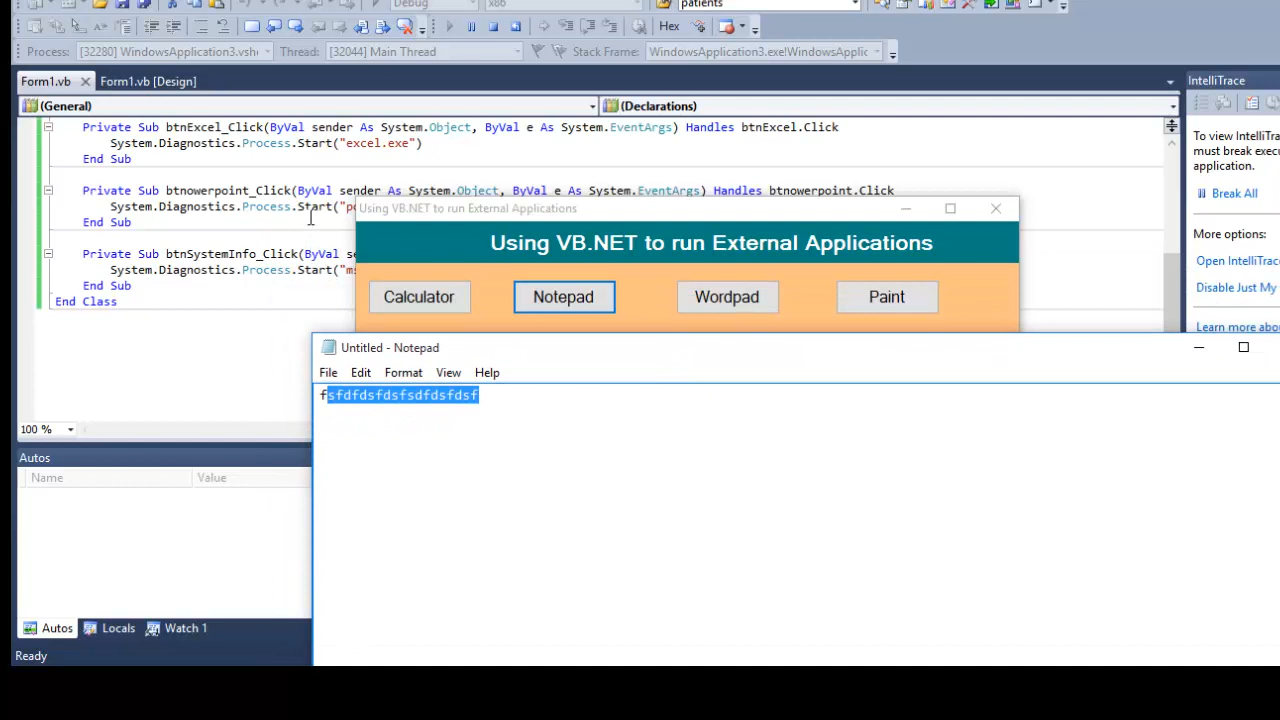 Debug
x86
patients
Hex
Process: [32280] WindowsApplication3.vsho
Thread: [32044] Main Thread
Stack Frame: WindowsApplication3.exe!WindowsApplic
Form1.vb
Form1.vb [Design]
IntelliTrace
(General)
(Declarations)
Private Sub btnExcel_Click(ByVal sender As System.Object, ByVal e As System.EventArgs) Handles btnExcel.Click
System.Diagnostics.Process.Start("excel.exe")
End Sub
Private Sub btnowerpoint_Click(ByVal sender As System.Object, ByVal e As System.EventArgs) Handles btnowerpoint.Click
System.Diagnostics.Process.Start("po
End Sub
Private Sub btnSystemInfo_Click(ByVal se
System.Diagnostics.Process.Start("ms
End Sub
End Class
To view IntelliTrace
must break execu
application.
Break All
More options:
Open IntelliTrace
Disable Just My
Learn more abou
Using VB.NET to run External Applications
Using VB.NET to run External Applications
Calculator
Notepad
Wordpad
Paint
Untitled - Notepad
File Edit Format View Help
fsfdfdsfdsfsdfdsfdsf
100 %
Autos
Name
Value
Autos
Locals
Watch 1
Ready